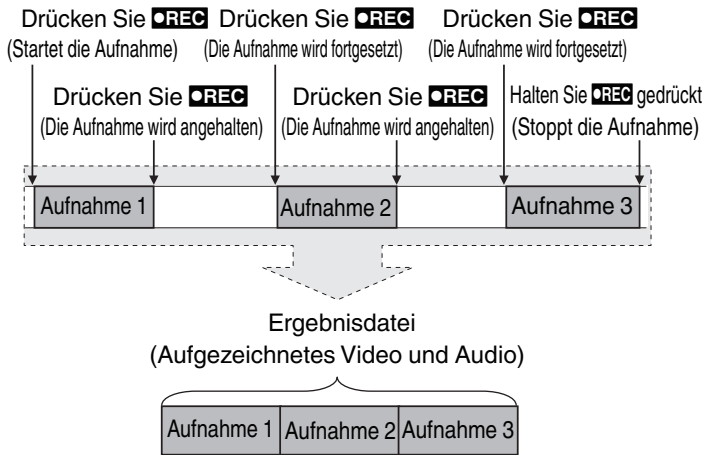 Drücken Sie ●REC
(Startet die Aufnahme)
Drücken Sie ●REC
(Die Aufnahme wird fortgesetzt)
Drücken Sie ●REC
(Die Aufnahme wird fortgesetzt)
Drücken Sie ●REC
(Die Aufnahme wird angehalten)
Drücken Sie ●REC
(Die Aufnahme wird angehalten)
Halten Sie ●REC gedrückt
(Stoppt die Aufnahme)
Aufnahme 1
Aufnahme 2
Aufnahme 3
Ergebnisdatei
(Aufgezeichnetes Video und Audio)
Aufnahme 1
Aufnahme 2
Aufnahme 3